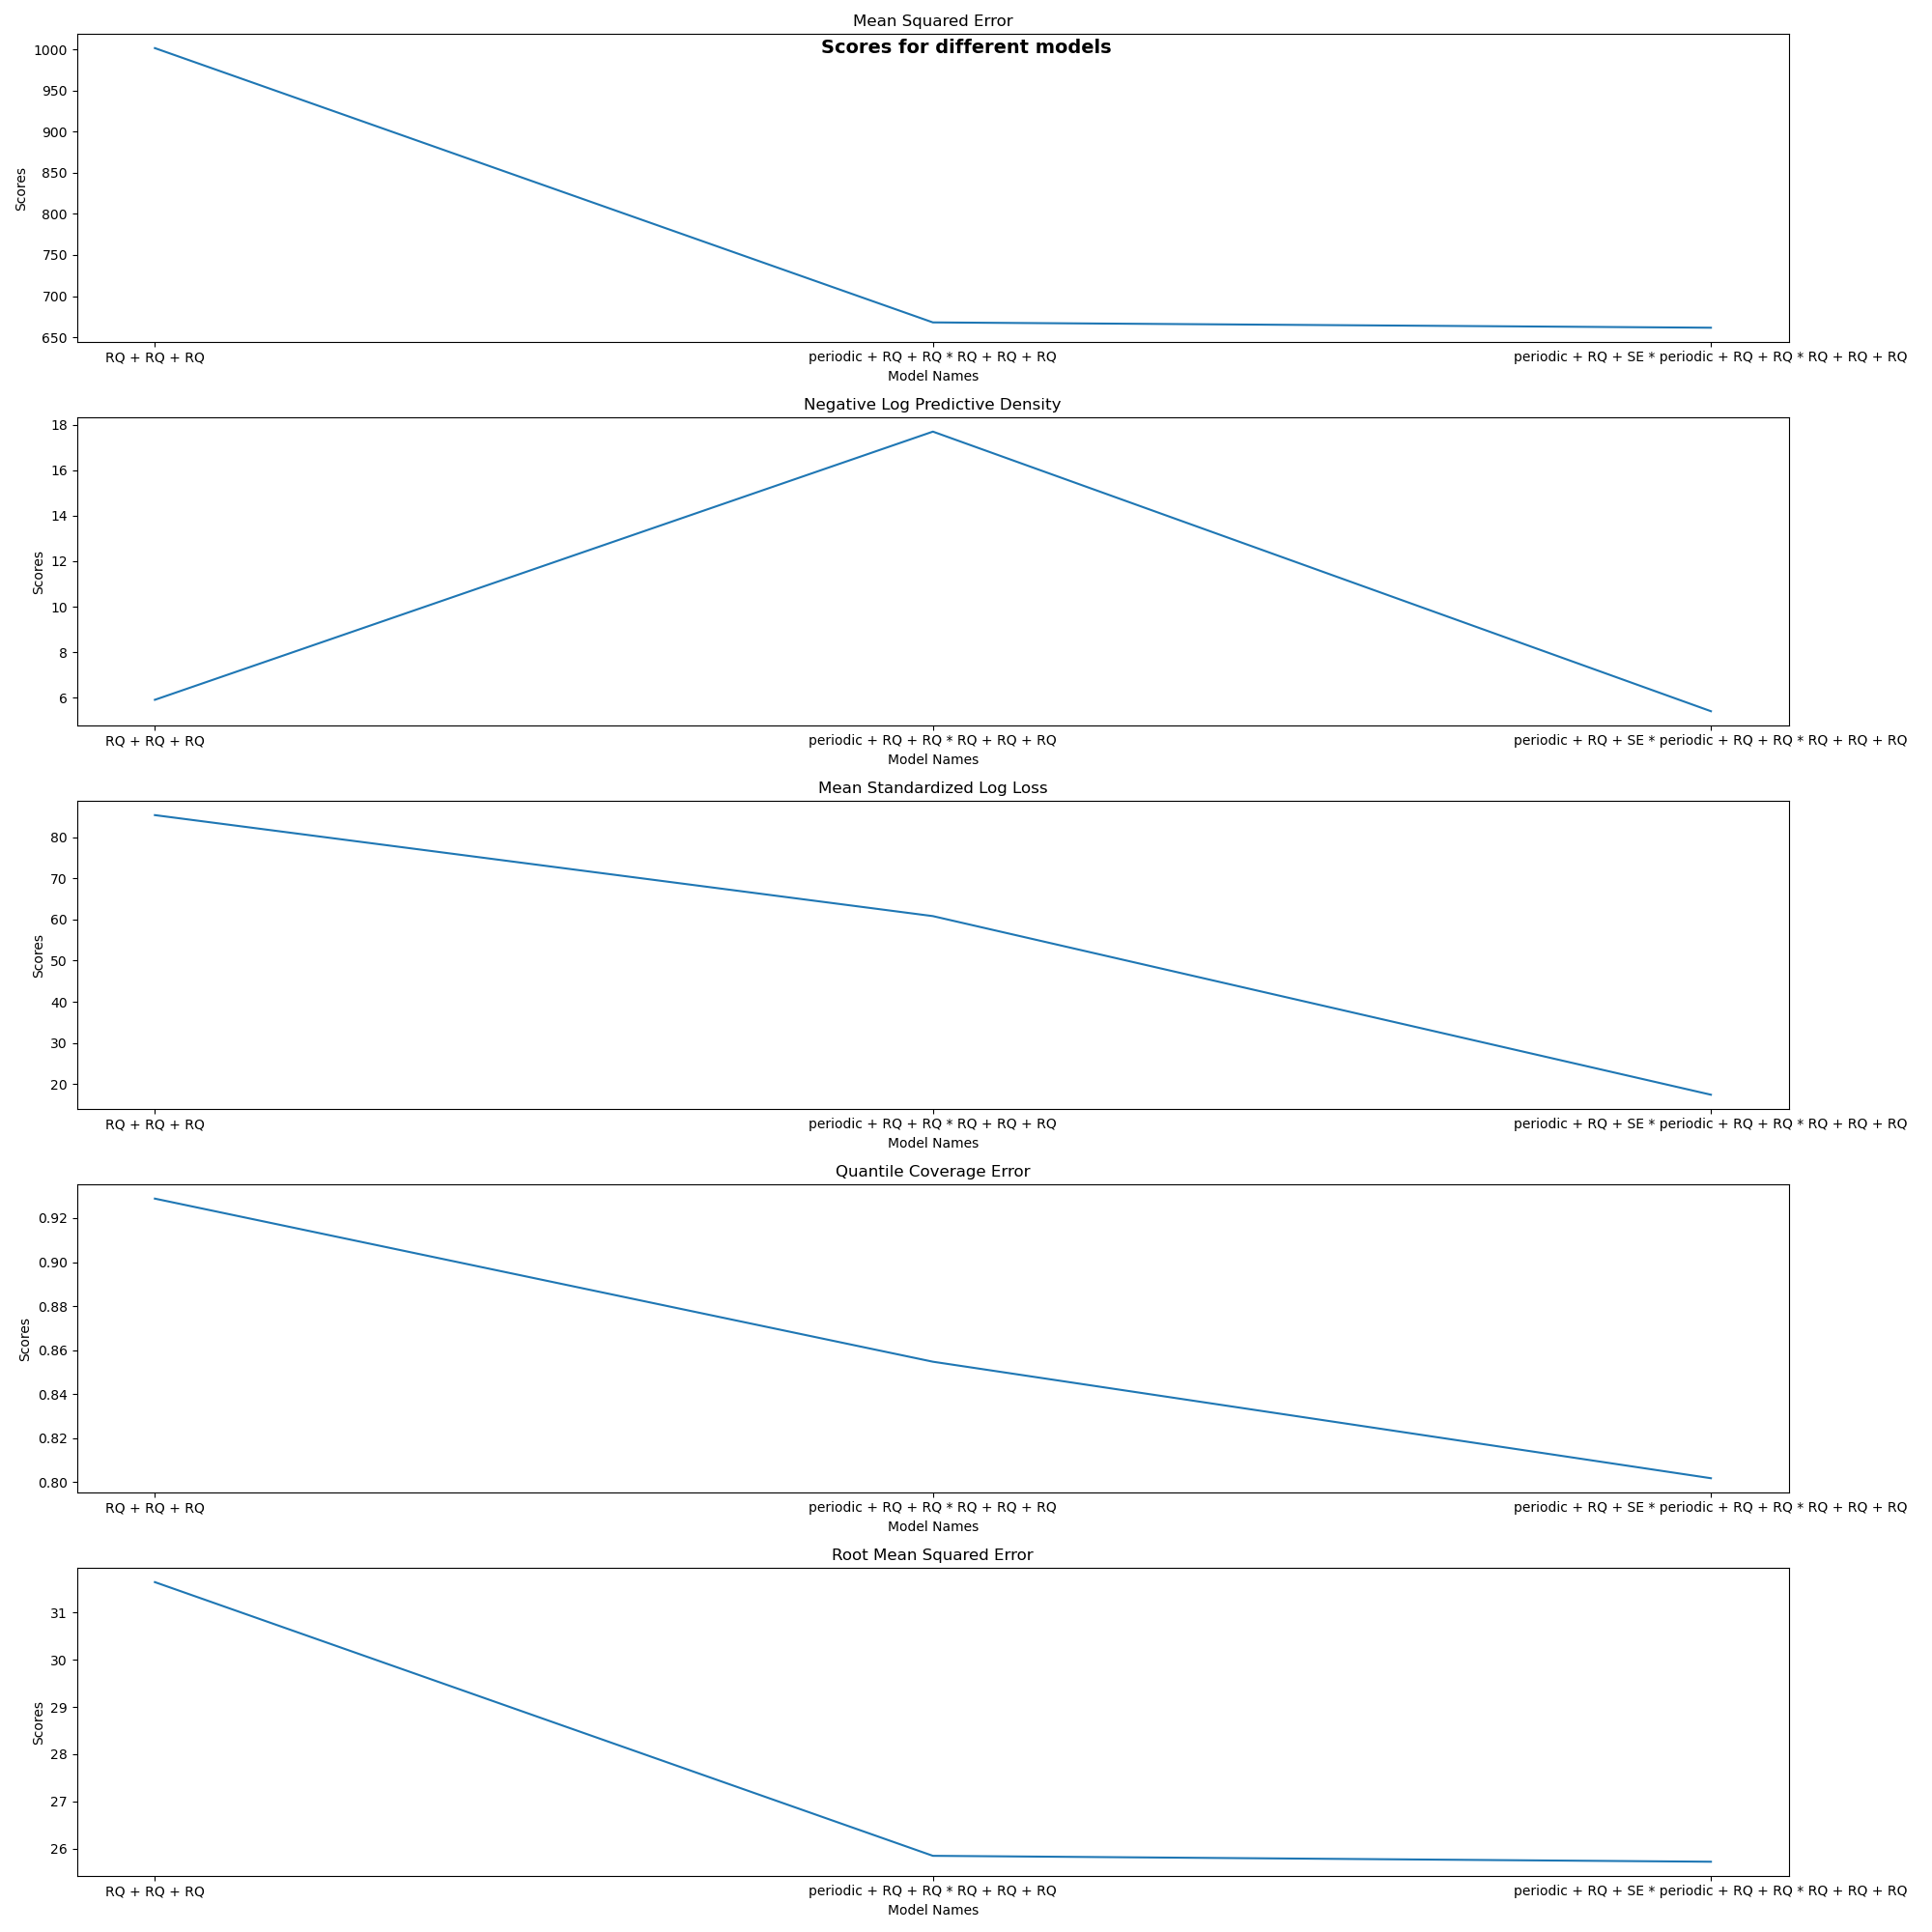 Mean Squared Error
Scores for different models
1000
950
900
850
800
750
700
650
Scores
RQ + RQ + RQ
periodic + RQ + RQ * RQ + RQ + RQ
periodic + RQ + SE * periodic + RQ + RQ * RQ + RQ + RQ
Model Names
Negative Log Predictive Density
18
16
14
12
10
8
6
Scores
RQ + RQ + RQ
periodic + RQ + RQ * RQ + RQ + RQ
periodic + RQ + SE * periodic + RQ + RQ * RQ + RQ + RQ
Model Names
Mean Standardized Log Loss
80
70
60
50
40
30
20
Scores
RQ + RQ + RQ
periodic + RQ + RQ * RQ + RQ + RQ
periodic + RQ + SE * periodic + RQ + RQ * RQ + RQ + RQ
Model Names
Quantile Coverage Error
0.92
0.90
0.88
0.86
0.84
0.82
0.80
Scores
RQ + RQ + RQ
periodic + RQ + RQ * RQ + RQ + RQ
periodic + RQ + SE * periodic + RQ + RQ * RQ + RQ + RQ
Model Names
Root Mean Squared Error
31
30
29
28
27
26
Scores
RQ + RQ + RQ
periodic + RQ + RQ * RQ + RQ + RQ
periodic + RQ + SE * periodic + RQ + RQ * RQ + RQ + RQ
Model Names